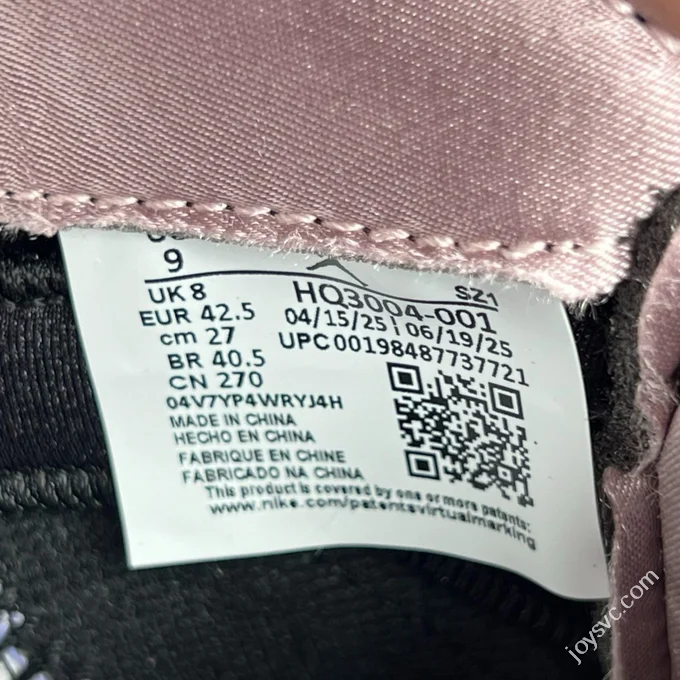 9
SZ1
UK 8
HQ3004-001
EUR 42.5
04/15/25 | 06/19/25
cm 27
UPC00198487737721
BR 40.5
CN 270
04V7YP4WRYJ4H
MADE IN CHINA
HECHO EN CHINA
FABRIQUE EN CHINE
FABRICADO NA CHINA
This product is covered by one or more patents:
www.nike.com/patentsvirtualmarking
joysvc.com